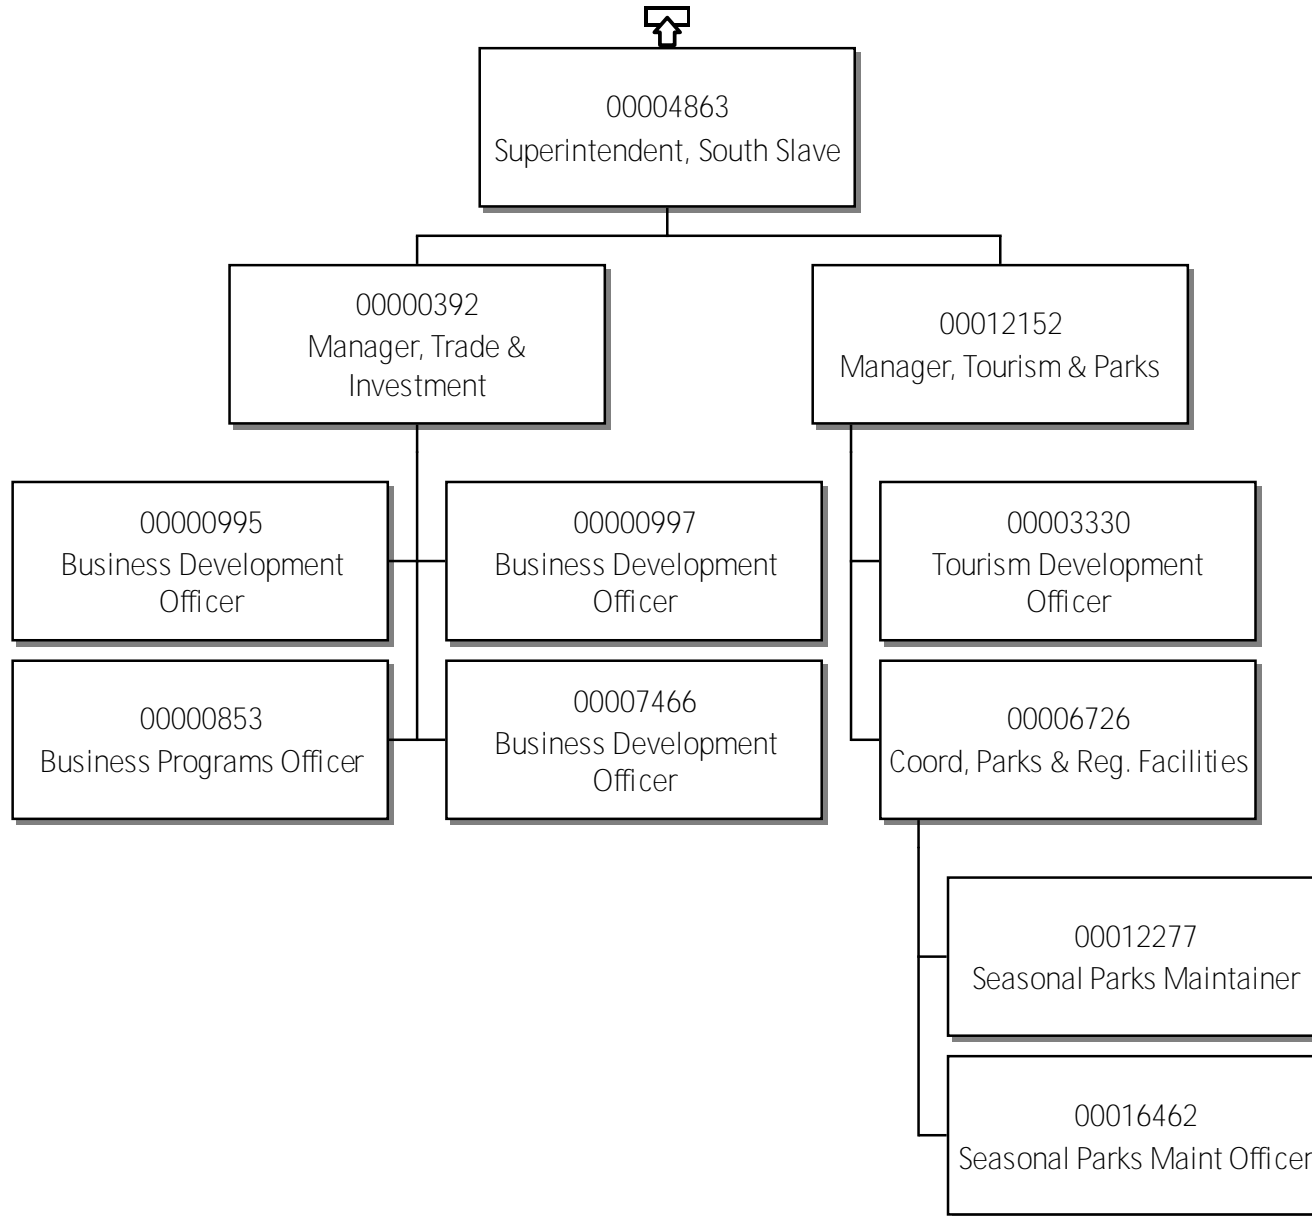 00004863
Superintendent, South Slave
00000392
Manager, Trade &
Investment
00012152
Manager, Tourism & Parks
00000995
Business Development
Officer
00000997
Business Development
Officer
00003330
Tourism Development
Officer
00000853
Business Programs Officer
00007466
Business Development
Officer
00006726
Coord, Parks & Reg. Facilities
00012277
Seasonal Parks Maintainer
00016462
Seasonal Parks Maint Officer